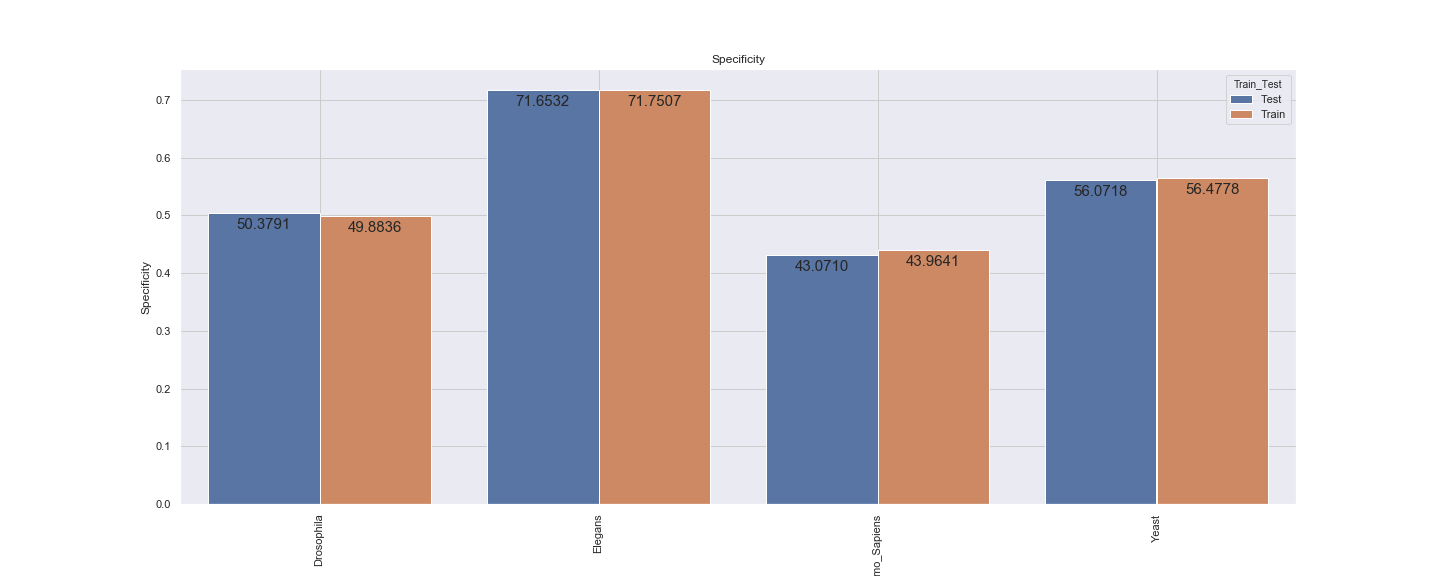 Specificity
Train_Test
Test
Train
0.7
0.6
0.5
0.4
0.3
0.2
0.1
0.0
Specificity
71.6532
71.7507
56.0718
56.4778
50.3791
49.8836
43.0710
43.9641
Drosophila
Elegans
mo_Sapiens
Yeast